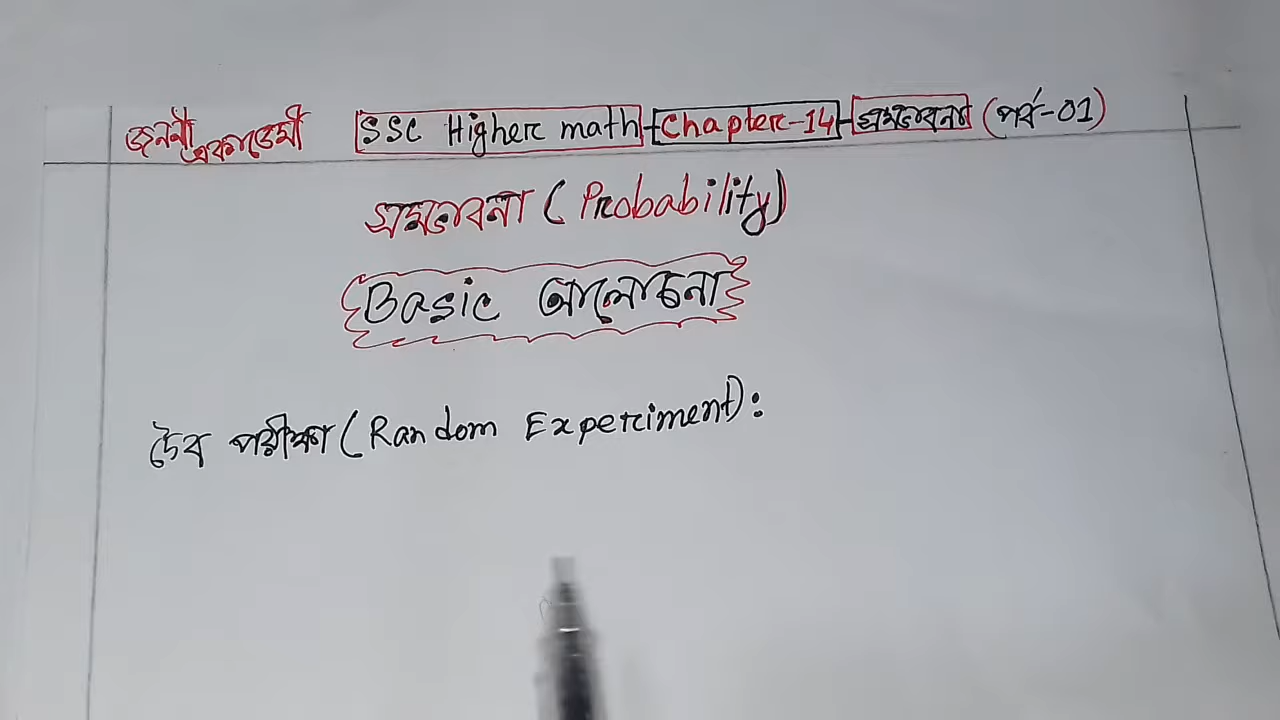 জননী একাডেমী SSC Higher math-Chapter-14-সম্ভাবনা (পর্ব-01)
সম্ভাবনা (Probability)
Basic আলোচনা
দৈব পরীক্ষা (Random Experiment):